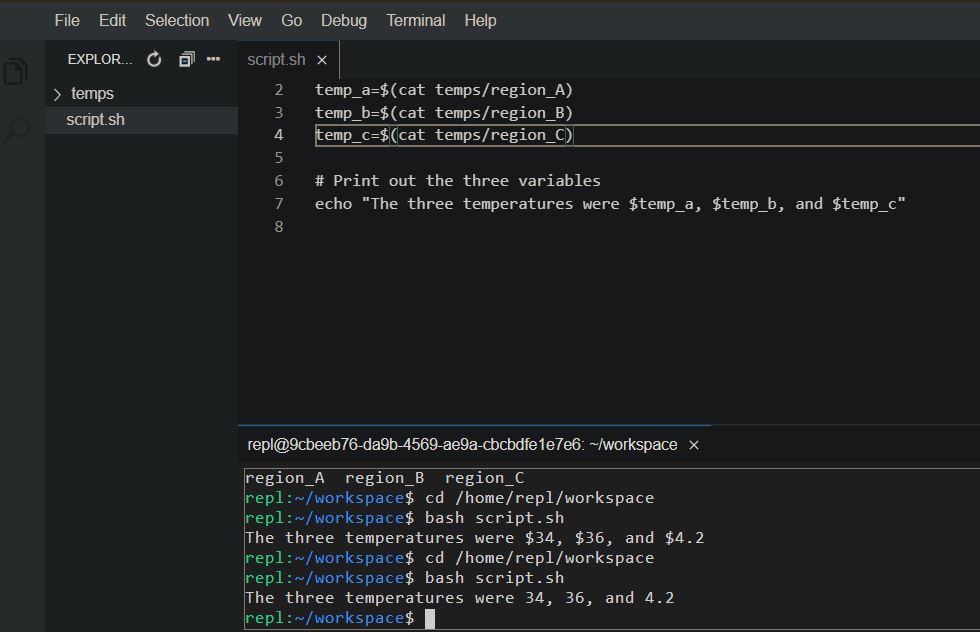 File Edit Selection View Go Debug Terminal Help
EXPLOR... script.sh ×
temps
script.sh
2 temp_a=$(cat temps/region_A)
3 temp_b=$(cat temps/region_B)
4 temp_c=$(cat temps/region_C)
5
6 # Print out the three variables
7 echo "The three temperatures were $temp_a, $temp_b, and $temp_c"
8
repl@9cbeeb76-da9b-4569-ae9a-cbcbdfe1e7e6: ~/workspace ×
region_A region_B region_C
repl:~/workspace$ cd /home/repl/workspace
repl:~/workspace$ bash script.sh
The three temperatures were $34, $36, and $4.2
repl:~/workspace$ cd /home/repl/workspace
repl:~/workspace$ bash script.sh
The three temperatures were 34, 36, and 4.2
repl:~/workspace$